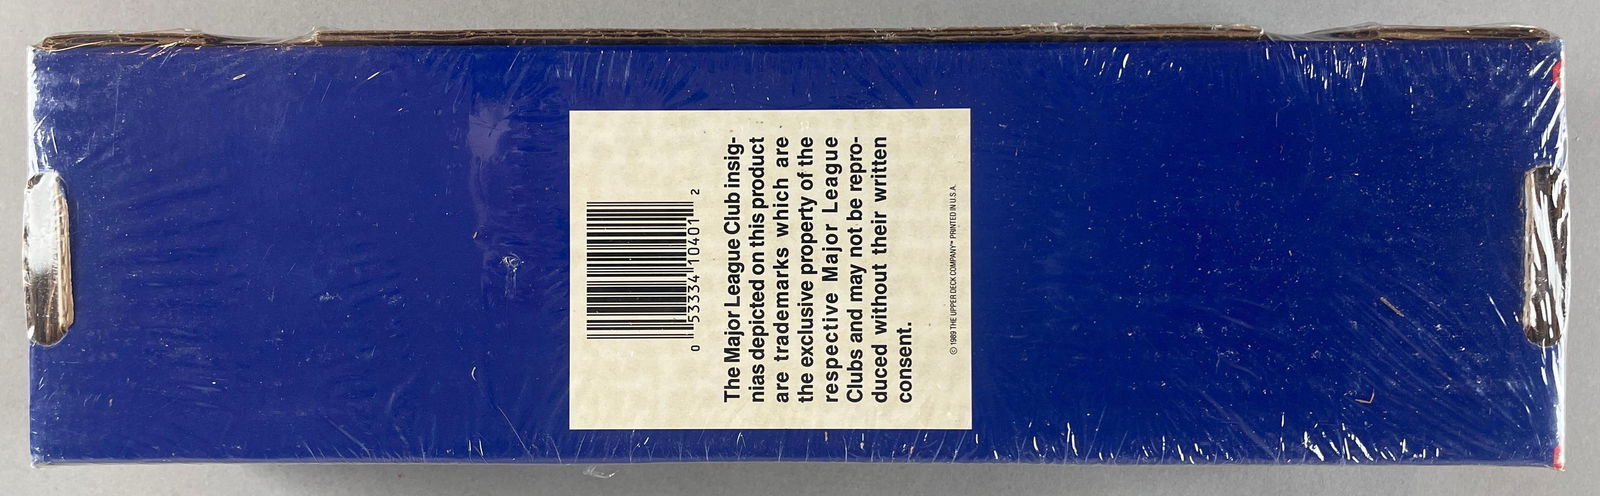 0 53334 10401 2
The Major League Club insig-
nias depicted on this product
are trademarks which are
the exclusive property of the
respective Major League
Clubs and may not be repro-
duced without their written
consent.
© 1989 THE UPPER DECK COMPANY™ PRINTED IN U.S.A.